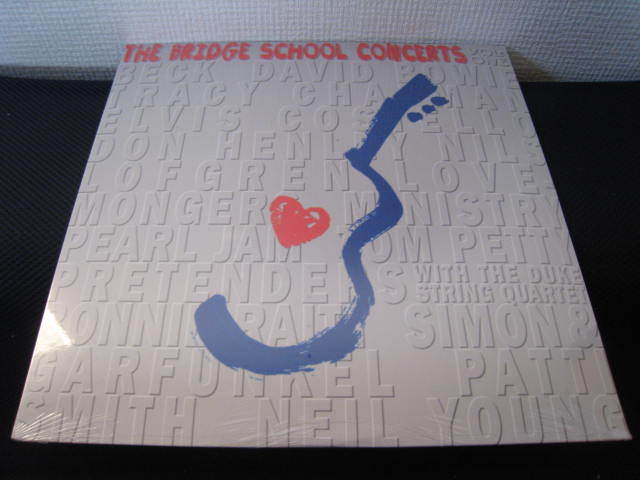 THE BRIDGE SCHOOL CONCERTS
BECK DAVID BOWIE
TRACY CHAPMAN
ELVIS COSTELLO
DON HENLEY NILS
LOFGREN LOVE
MONGERS MINISTRY
PEARL JAM TOM PETTY
PRETENDERS WITH THE DUKE
STRING QUARTET
BONNIE RAITT SIMON &
GARFUNKEL PATTI
SMITH NEIL YOUNG